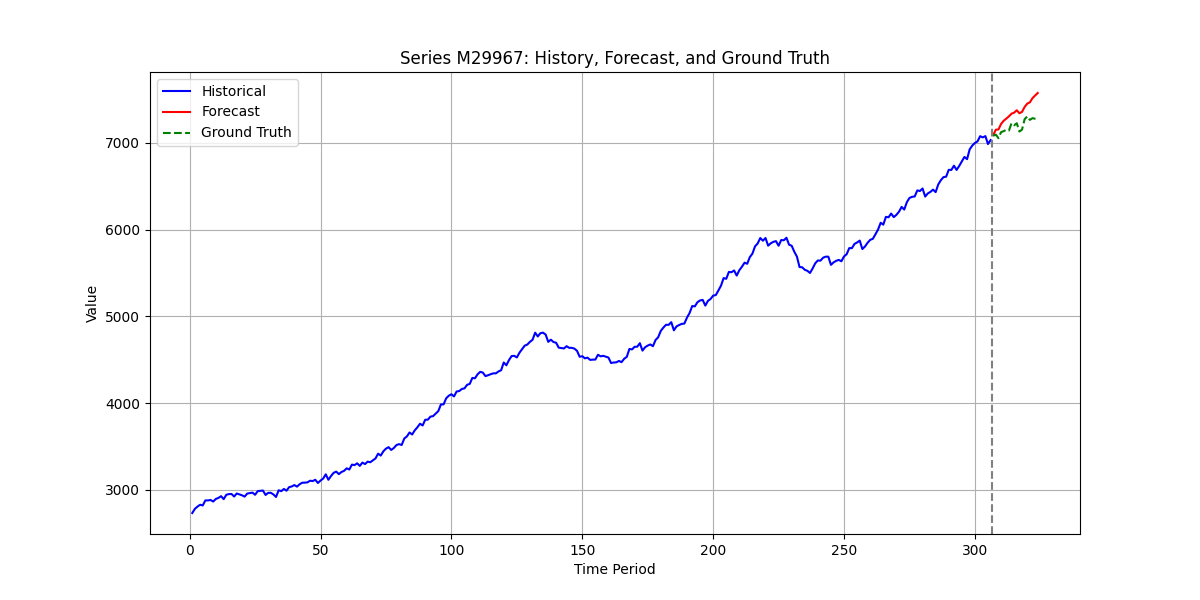 Series M29967: History, Forecast, and Ground Truth
Historical
Forecast
Ground Truth
7000
6000
5000
4000
3000
Value
0 50 100 150 200 250 300
Time Period